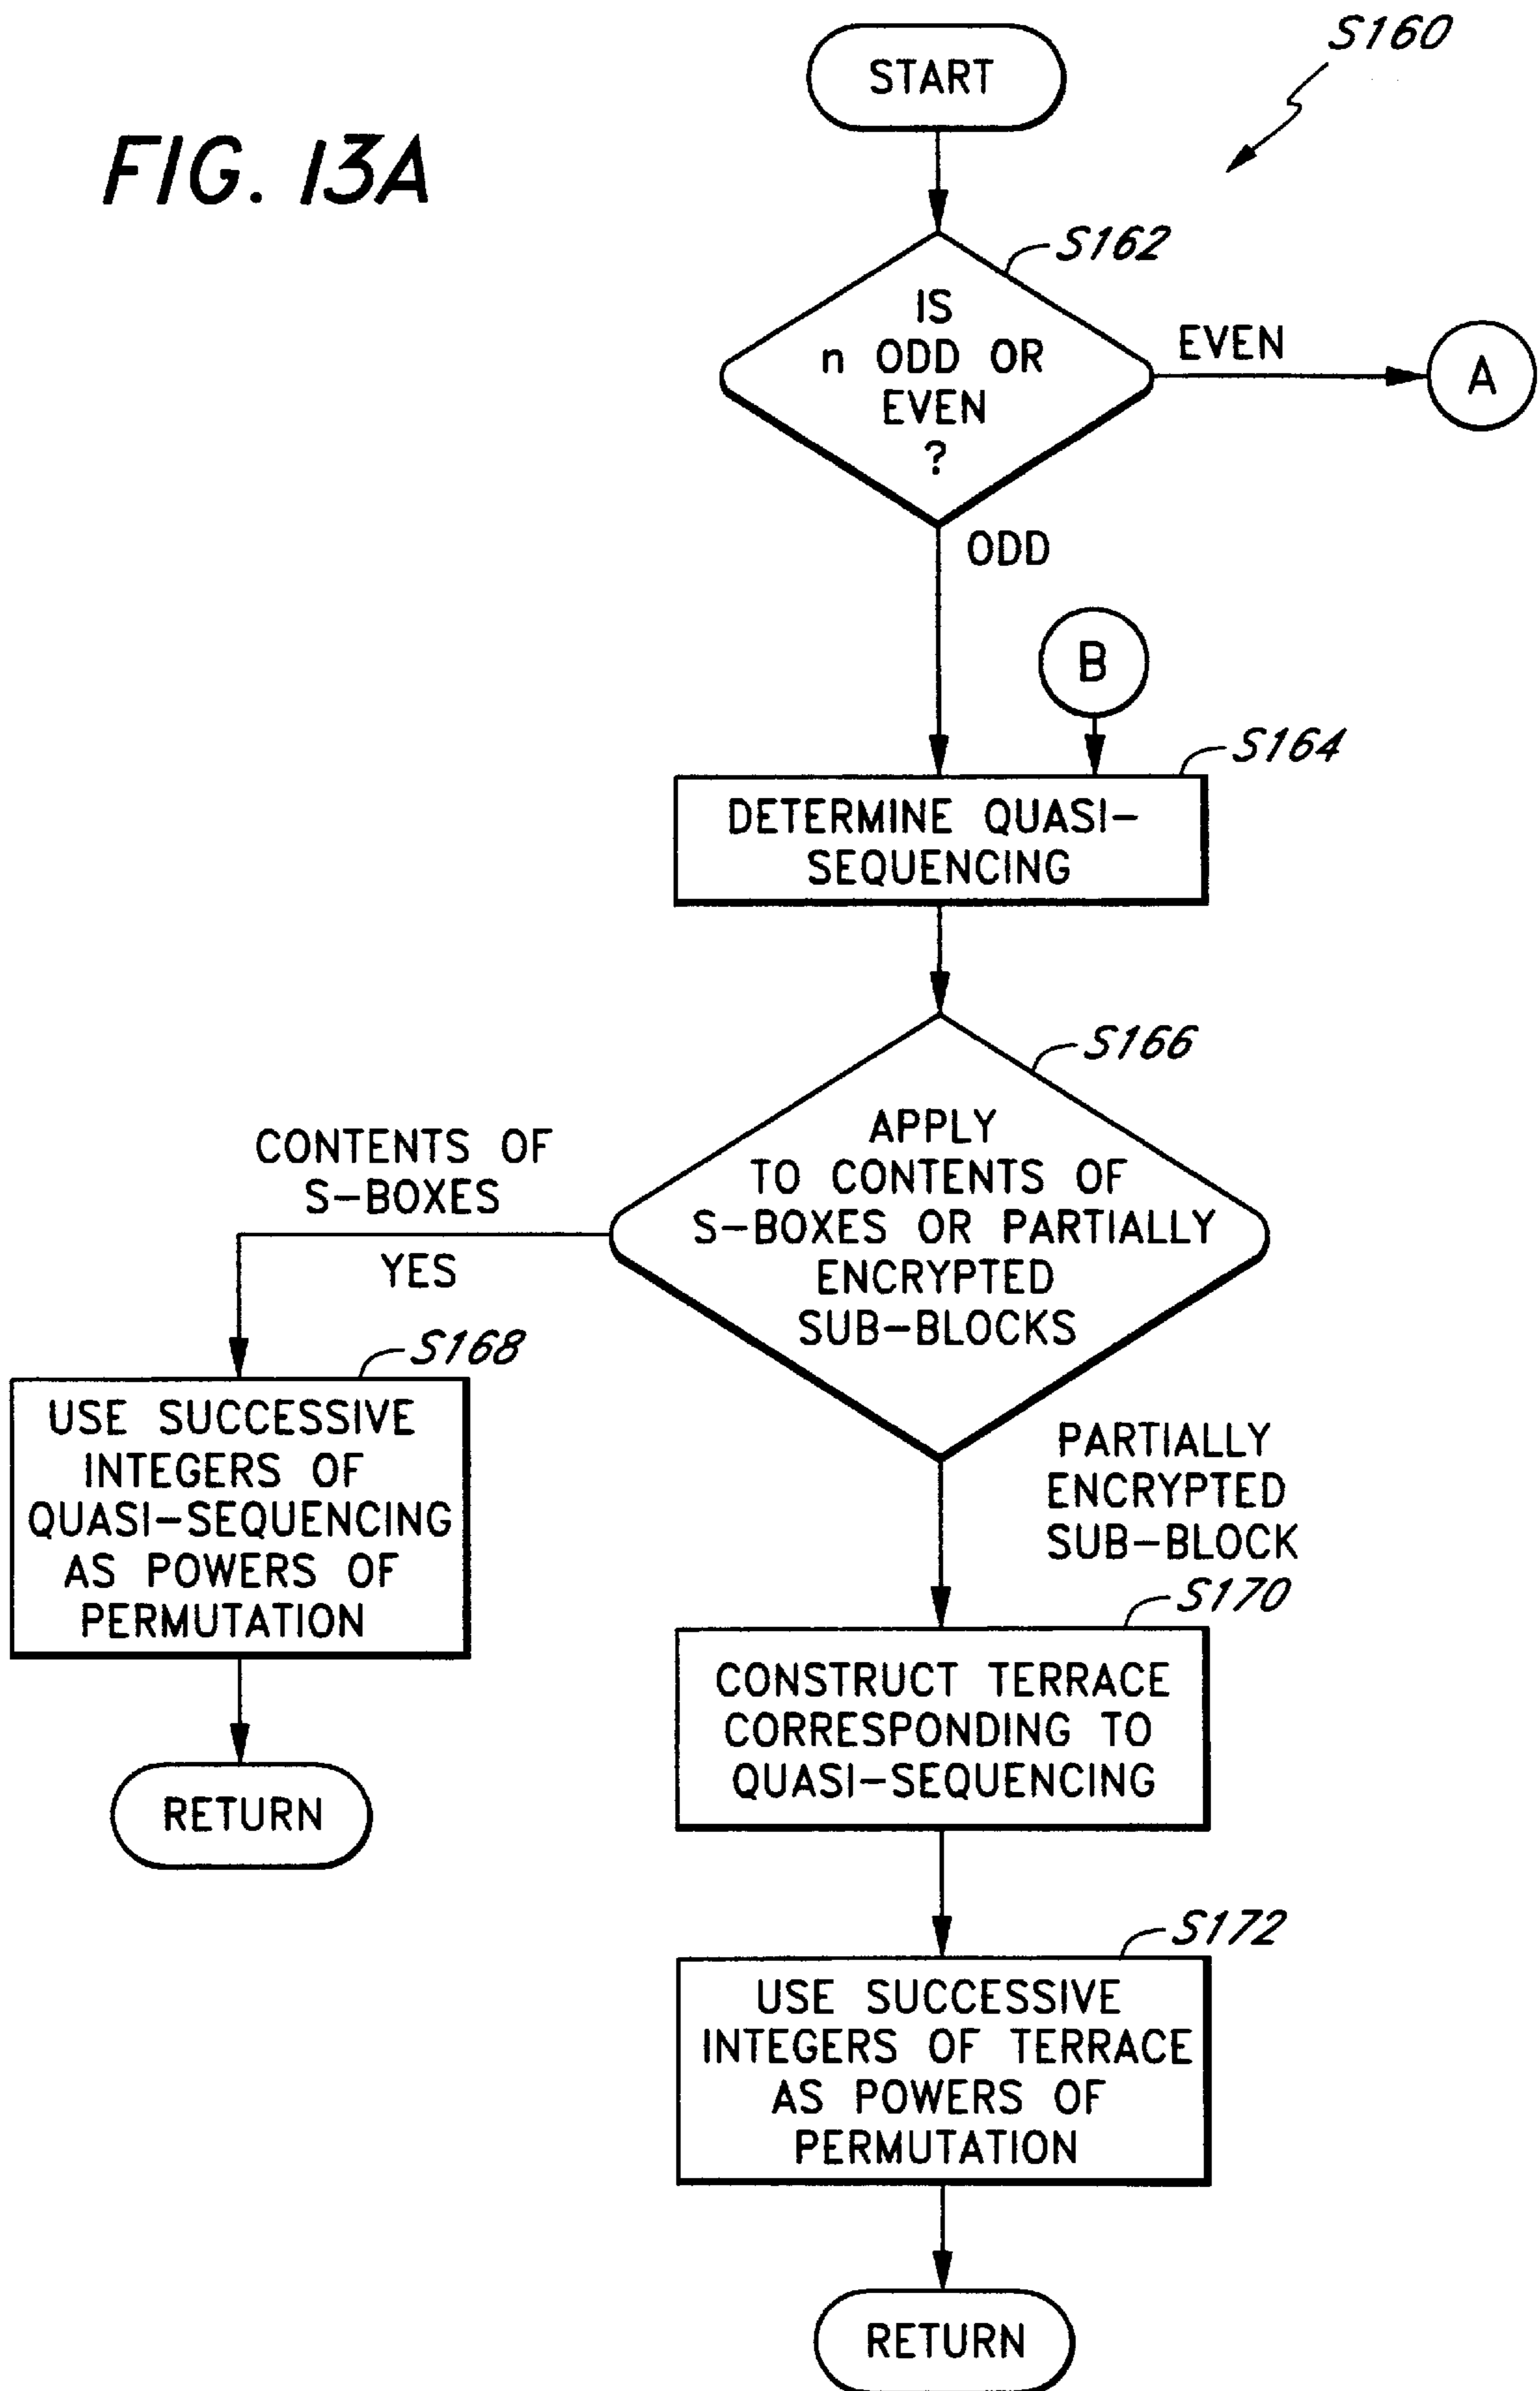 START
S160
FIG. 13A
S162
IS
n ODD OR
EVEN
?
EVEN
A
ODD
B
S164
DETERMINE QUASI-
SEQUENCING
S166
APPLY
TO CONTENTS OF
S-BOXES OR PARTIALLY
ENCRYPTED
SUB-BLOCKS
CONTENTS OF
S-BOXES
YES
S168
USE SUCCESSIVE
INTEGERS OF
QUASI-SEQUENCING
AS POWERS OF
PERMUTATION
RETURN
PARTIALLY
ENCRYPTED
SUB-BLOCK
S170
CONSTRUCT TERRACE
CORRESPONDING TO
QUASI-SEQUENCING
S172
USE SUCCESSIVE
INTEGERS OF TERRACE
AS POWERS OF
PERMUTATION
RETURN